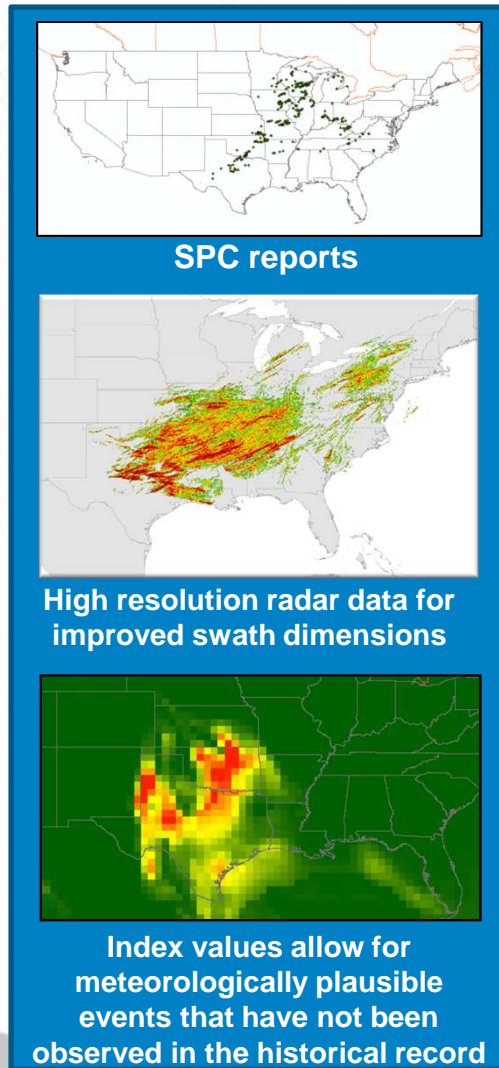 SPC reports
High resolution radar data for
improved swath dimensions
Index values allow for
meteorologically plausible
events that have not been
observed in the historical record